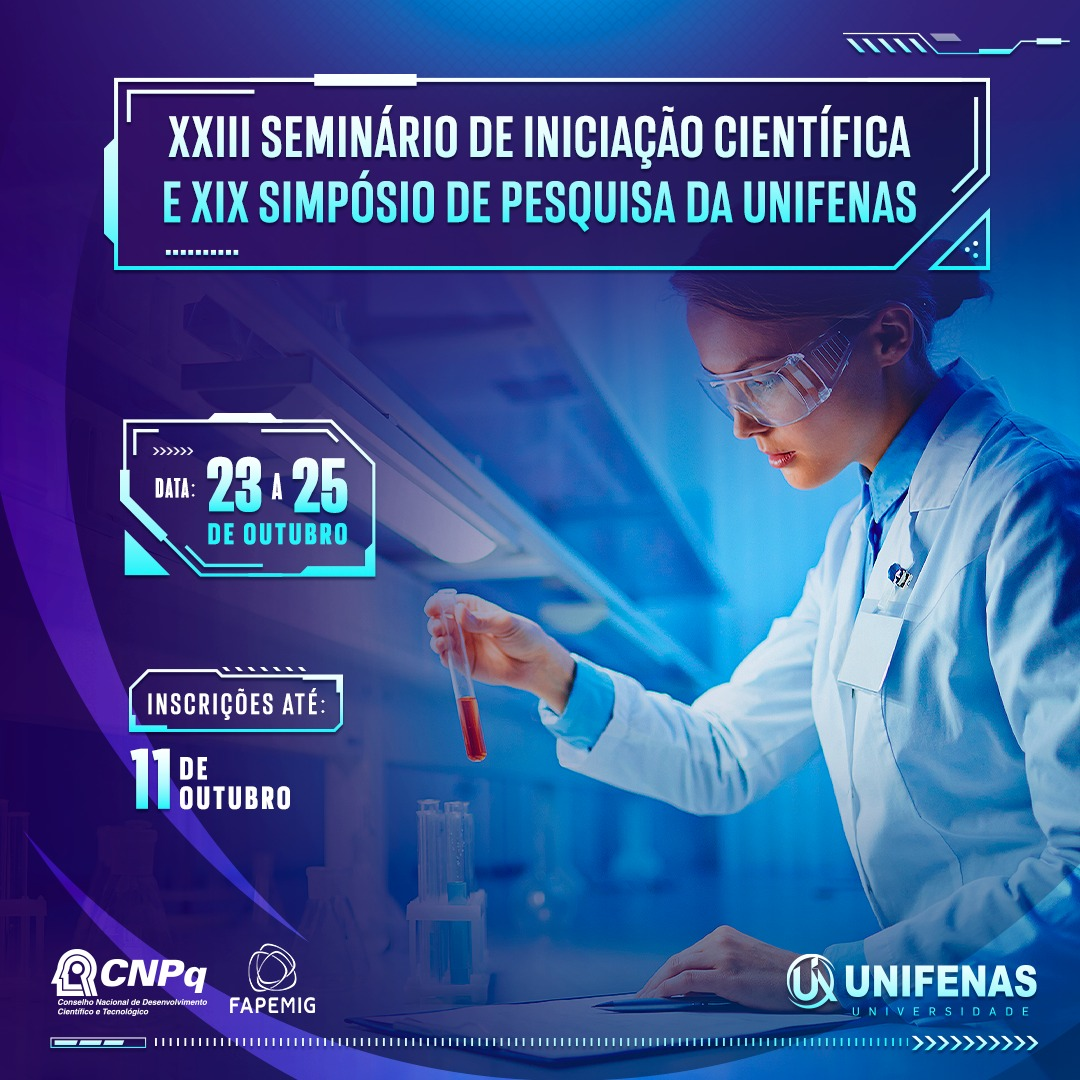 XXIII SEMINÁRIO DE INICIAÇÃO CIENTÍFICA
E XIX SIMPÓSIO DE PESQUISA DA UNIFENAS
DATA: 23 A 25
DE OUTUBRO
INSCRIÇÕES ATÉ:
11 DE
OUTUBRO
CNPq
Conselho Nacional de Desenvolvimento
Científico e Tecnológico
FAPEMIG
UNIFENAS
UNIVERSIDADE